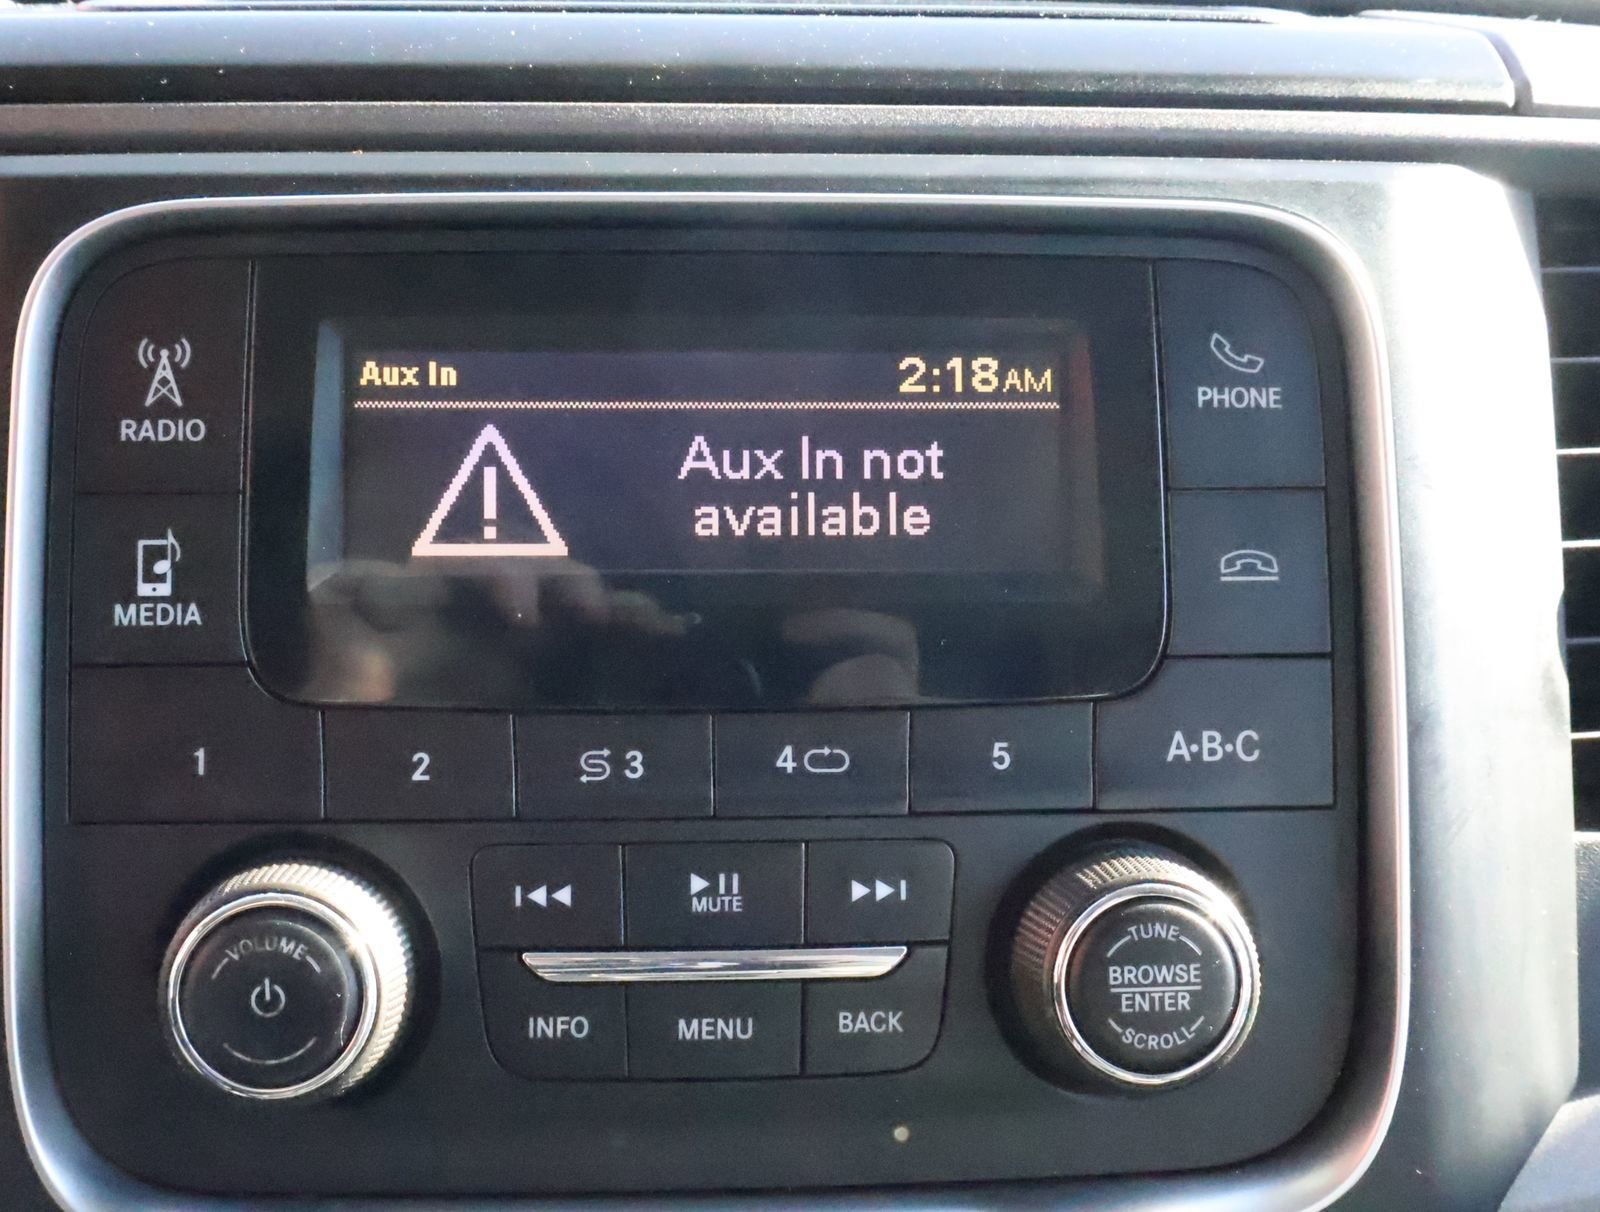 Aux In
2:18AM
Aux In not
available
RADIO
PHONE
MEDIA
1
2
3
4
5
A•B•C
VOLUME
MUTE
INFO
MENU
BACK
TUNE
BROWSE
ENTER
SCROLL